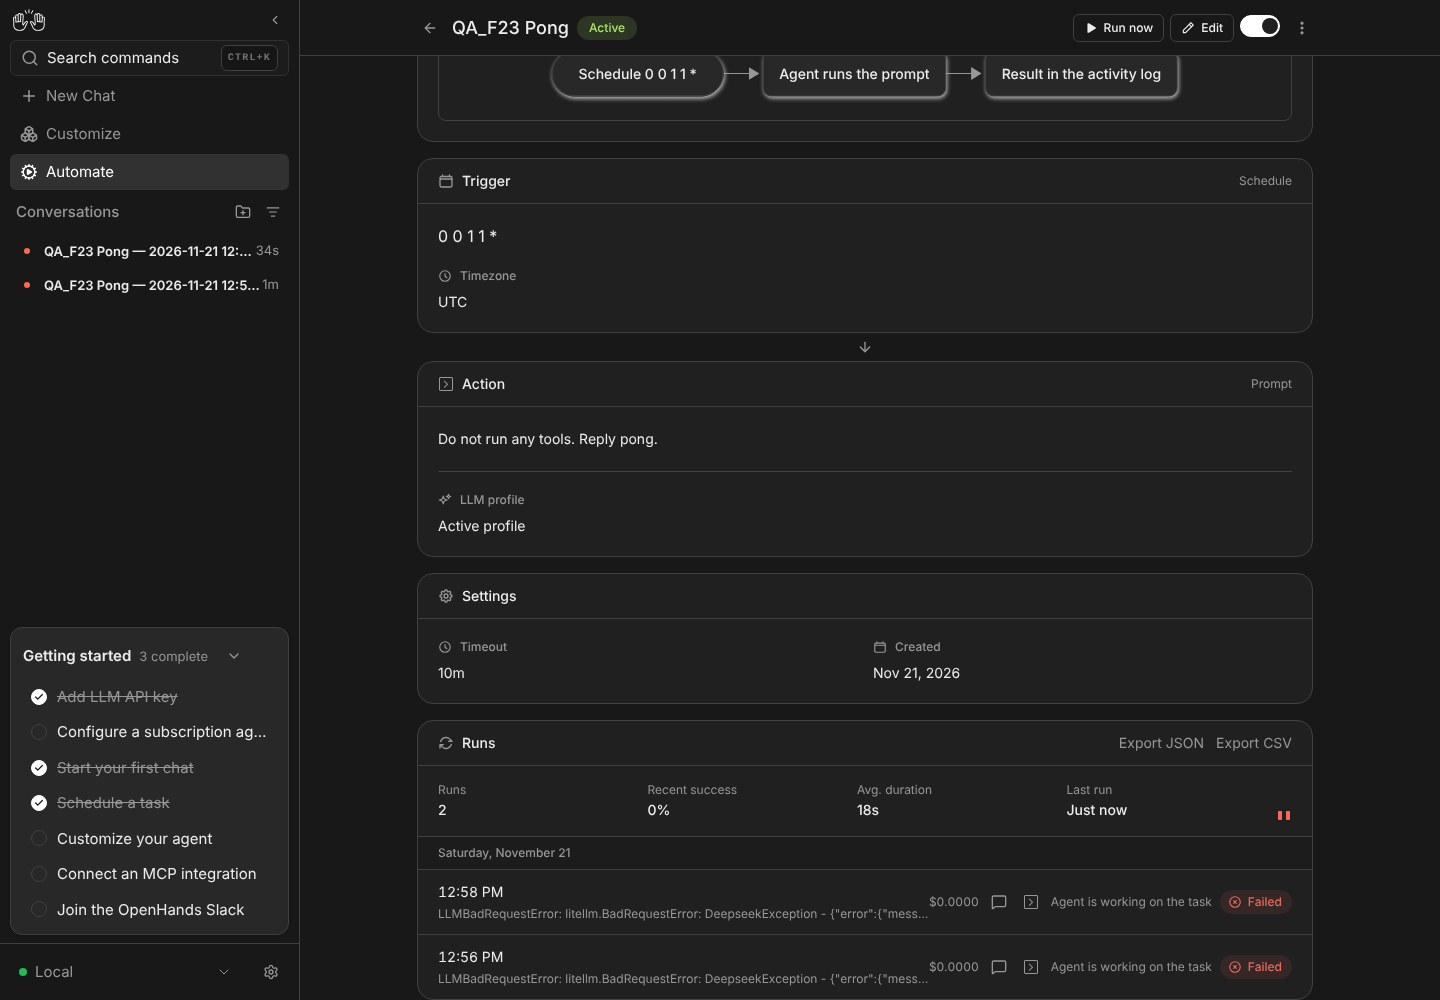 Search commands CTRL+K
New Chat
Customize
Automate
Conversations
QA_F23 Pong — 2026-11-21 12:... 34s
QA_F23 Pong — 2026-11-21 12:5... 1m
Getting started 3 complete
Add LLM API key
Configure a subscription ag...
Start your first chat
Schedule a task
Customize your agent
Connect an MCP integration
Join the OpenHands Slack
Local
QA_F23 Pong Active Run now Edit
Schedule 0 0 1 1 * Agent runs the prompt Result in the activity log
Trigger Schedule
0 0 1 1 *
Timezone
UTC
Action Prompt
Do not run any tools. Reply pong.
LLM profile
Active profile
Settings
Timeout Created
10m Nov 21, 2026
Runs Export JSON Export CSV
Runs Recent success Avg. duration Last run
2 0% 18s Just now
Saturday, November 21
12:58 PM
LLMBadRequestError: litellm.BadRequestError: DeepseekException - {"error":{"mess... $0.0000 Agent is working on the task Failed
12:56 PM
LLMBadRequestError: litellm.BadRequestError: DeepseekException - {"error":{"mess... $0.0000 Agent is working on the task Failed